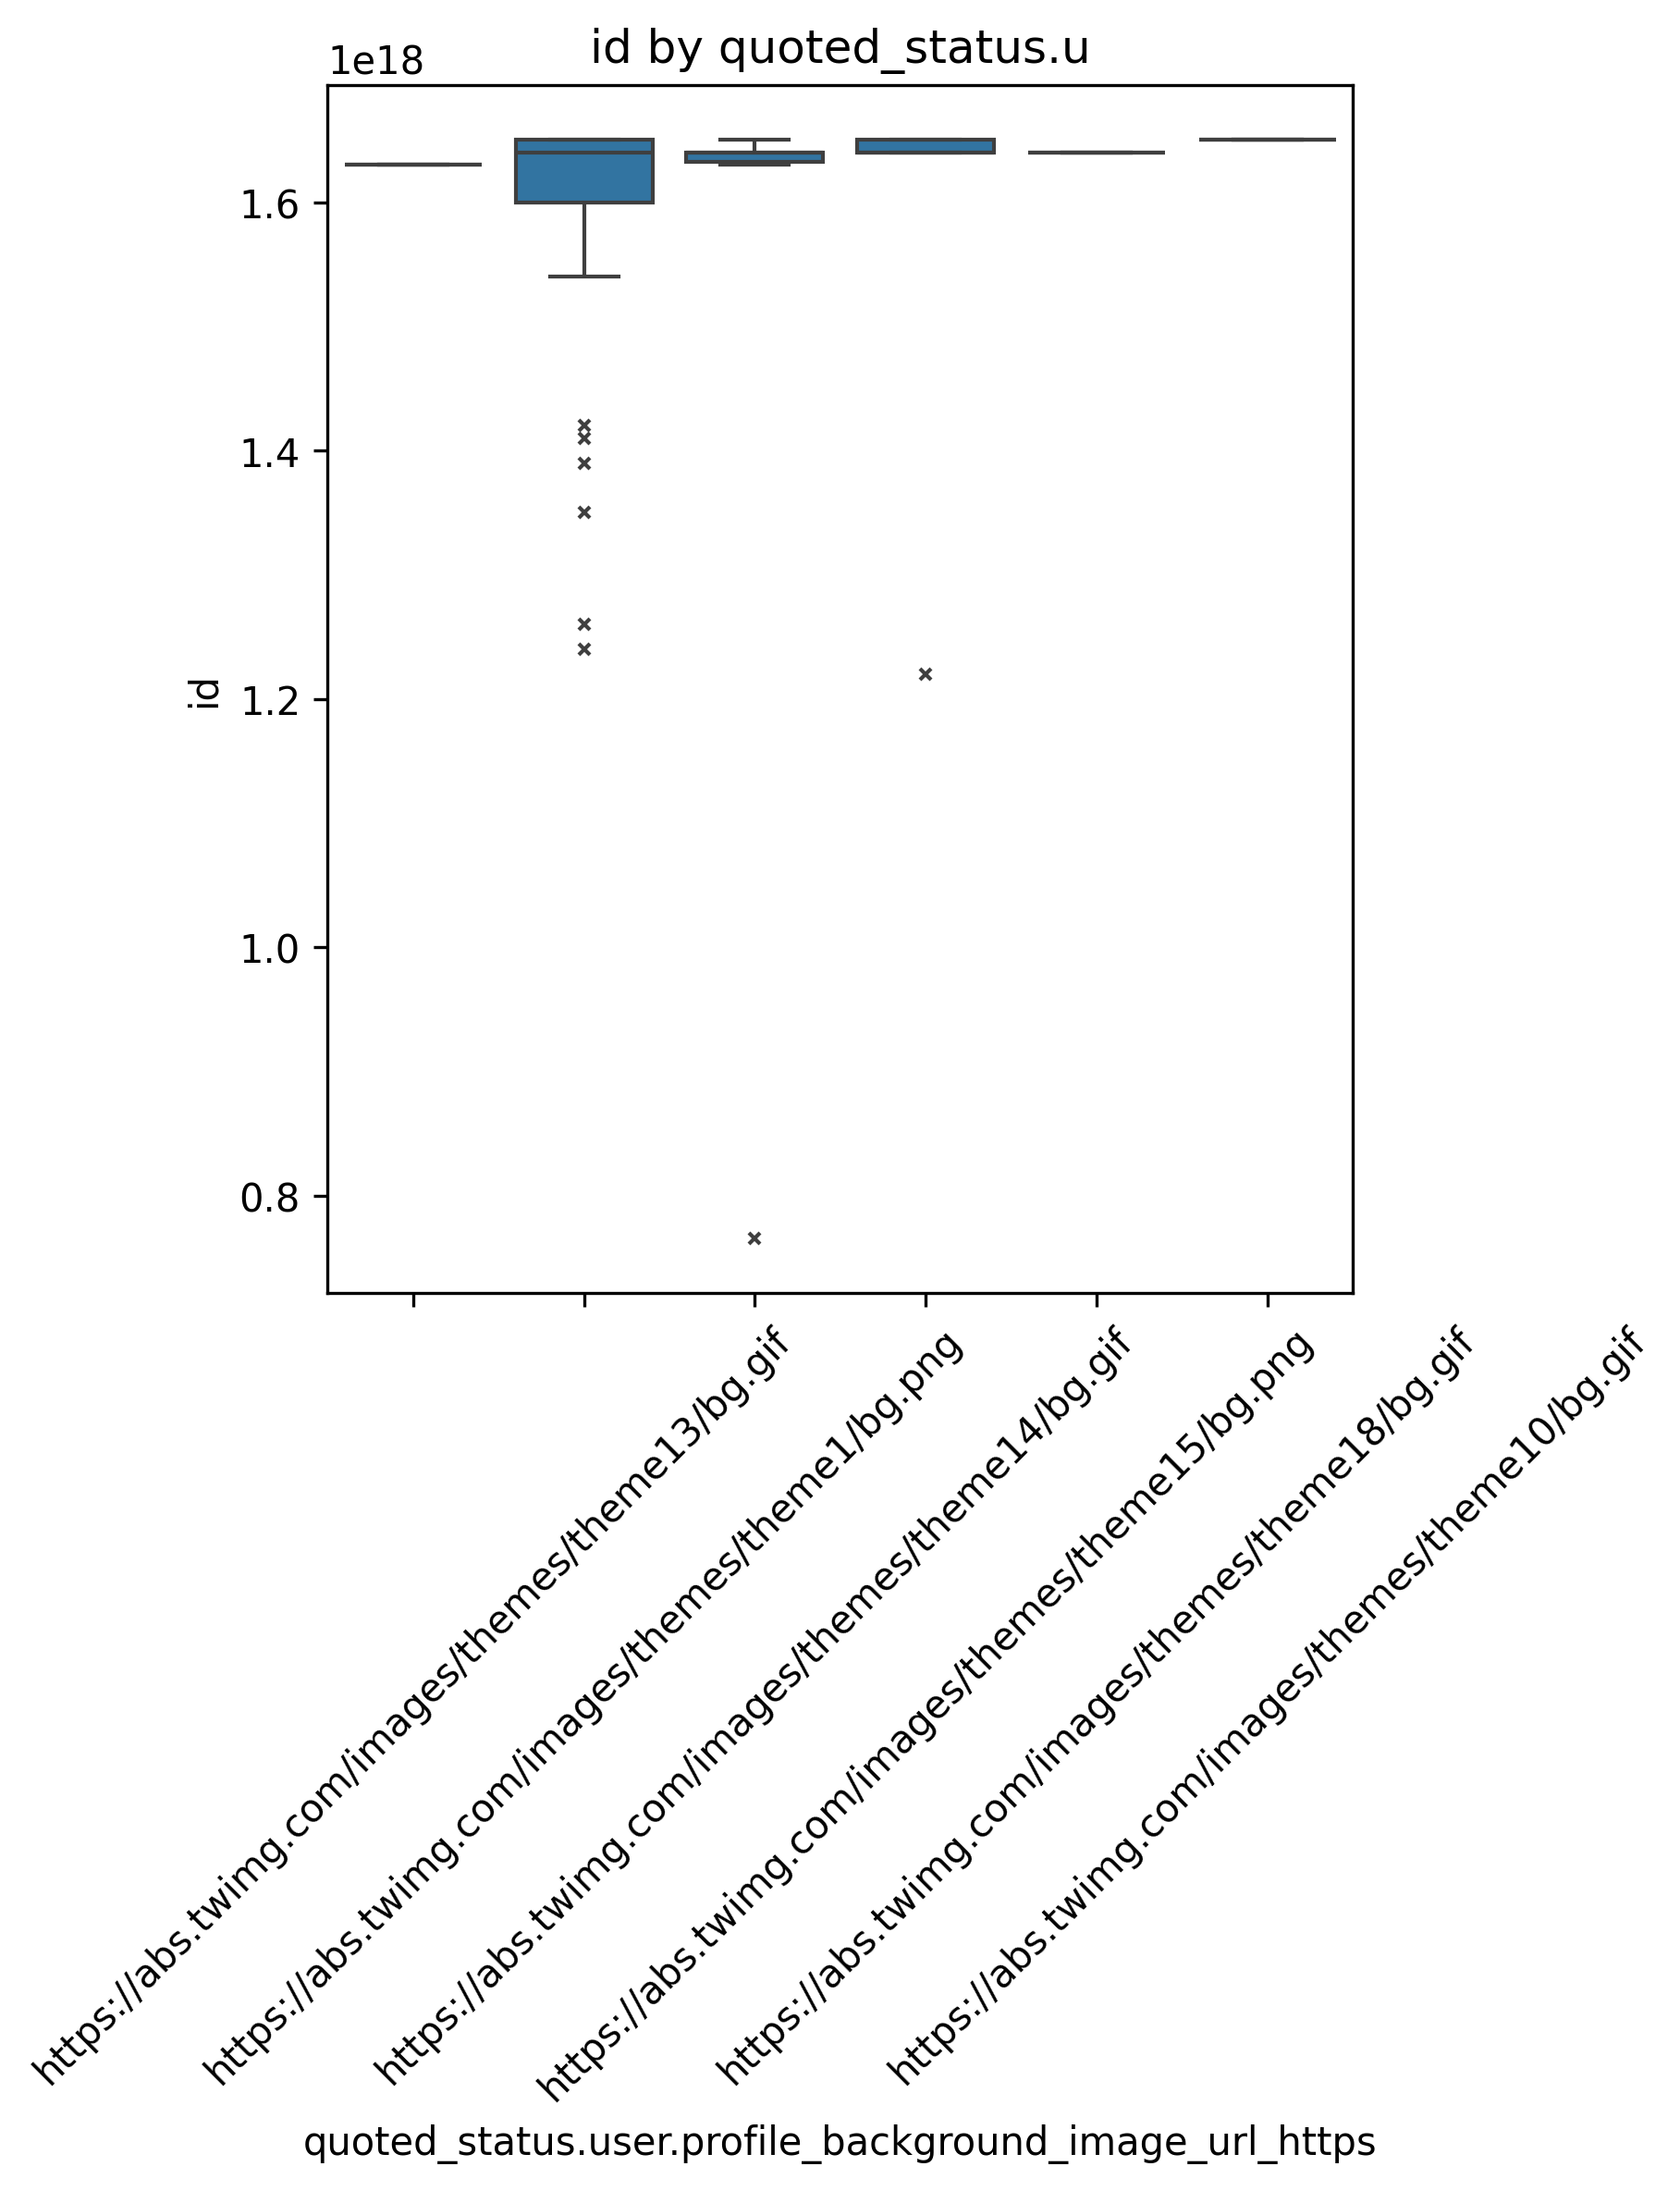 id by quoted_status.u
1e18
1.6
1.4
1.2
1.0
0.8
id
https://abs.twimg.com/images/themes/theme13/bg.gif
https://abs.twimg.com/images/themes/theme1/bg.png
https://abs.twimg.com/images/themes/theme14/bg.gif
https://abs.twimg.com/images/themes/theme15/bg.png
https://abs.twimg.com/images/themes/theme18/bg.gif
https://abs.twimg.com/images/themes/theme10/bg.gif
quoted_status.user.profile_background_image_url_https